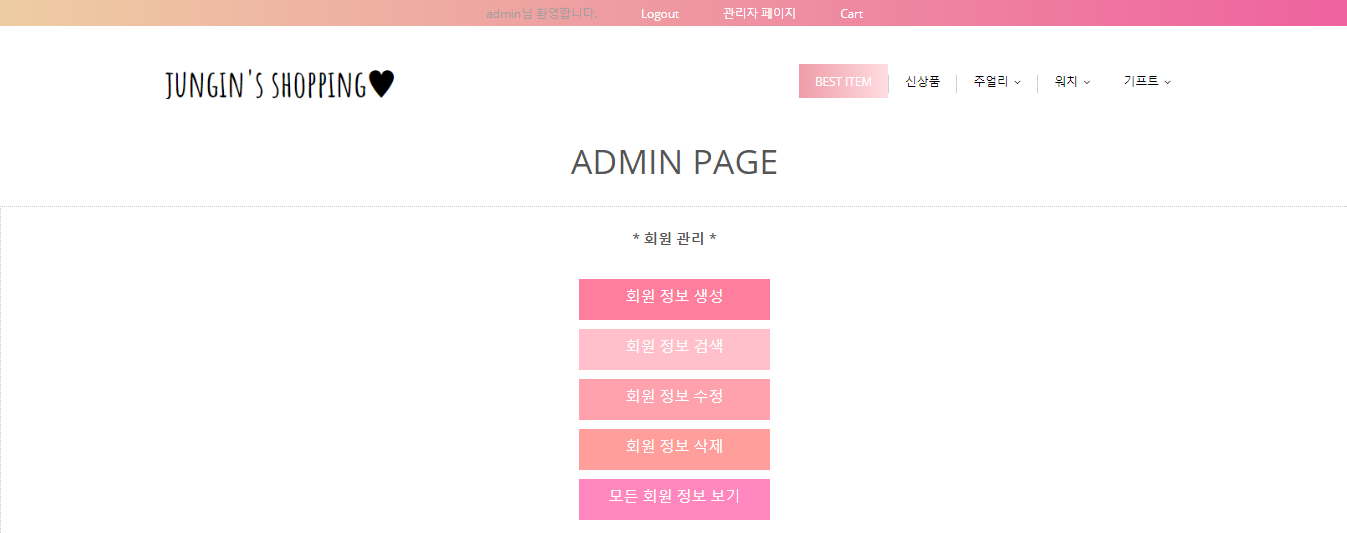 admin님 환영합니다. Logout 관리자 페이지 Cart
JUNGIN'S SHOPPING♥ BEST ITEM 신상품 주얼리 워치 기프트
ADMIN PAGE
* 회원 관리 *
회원 정보 생성
회원 정보 검색
회원 정보 수정
회원 정보 삭제
모든 회원 정보 보기